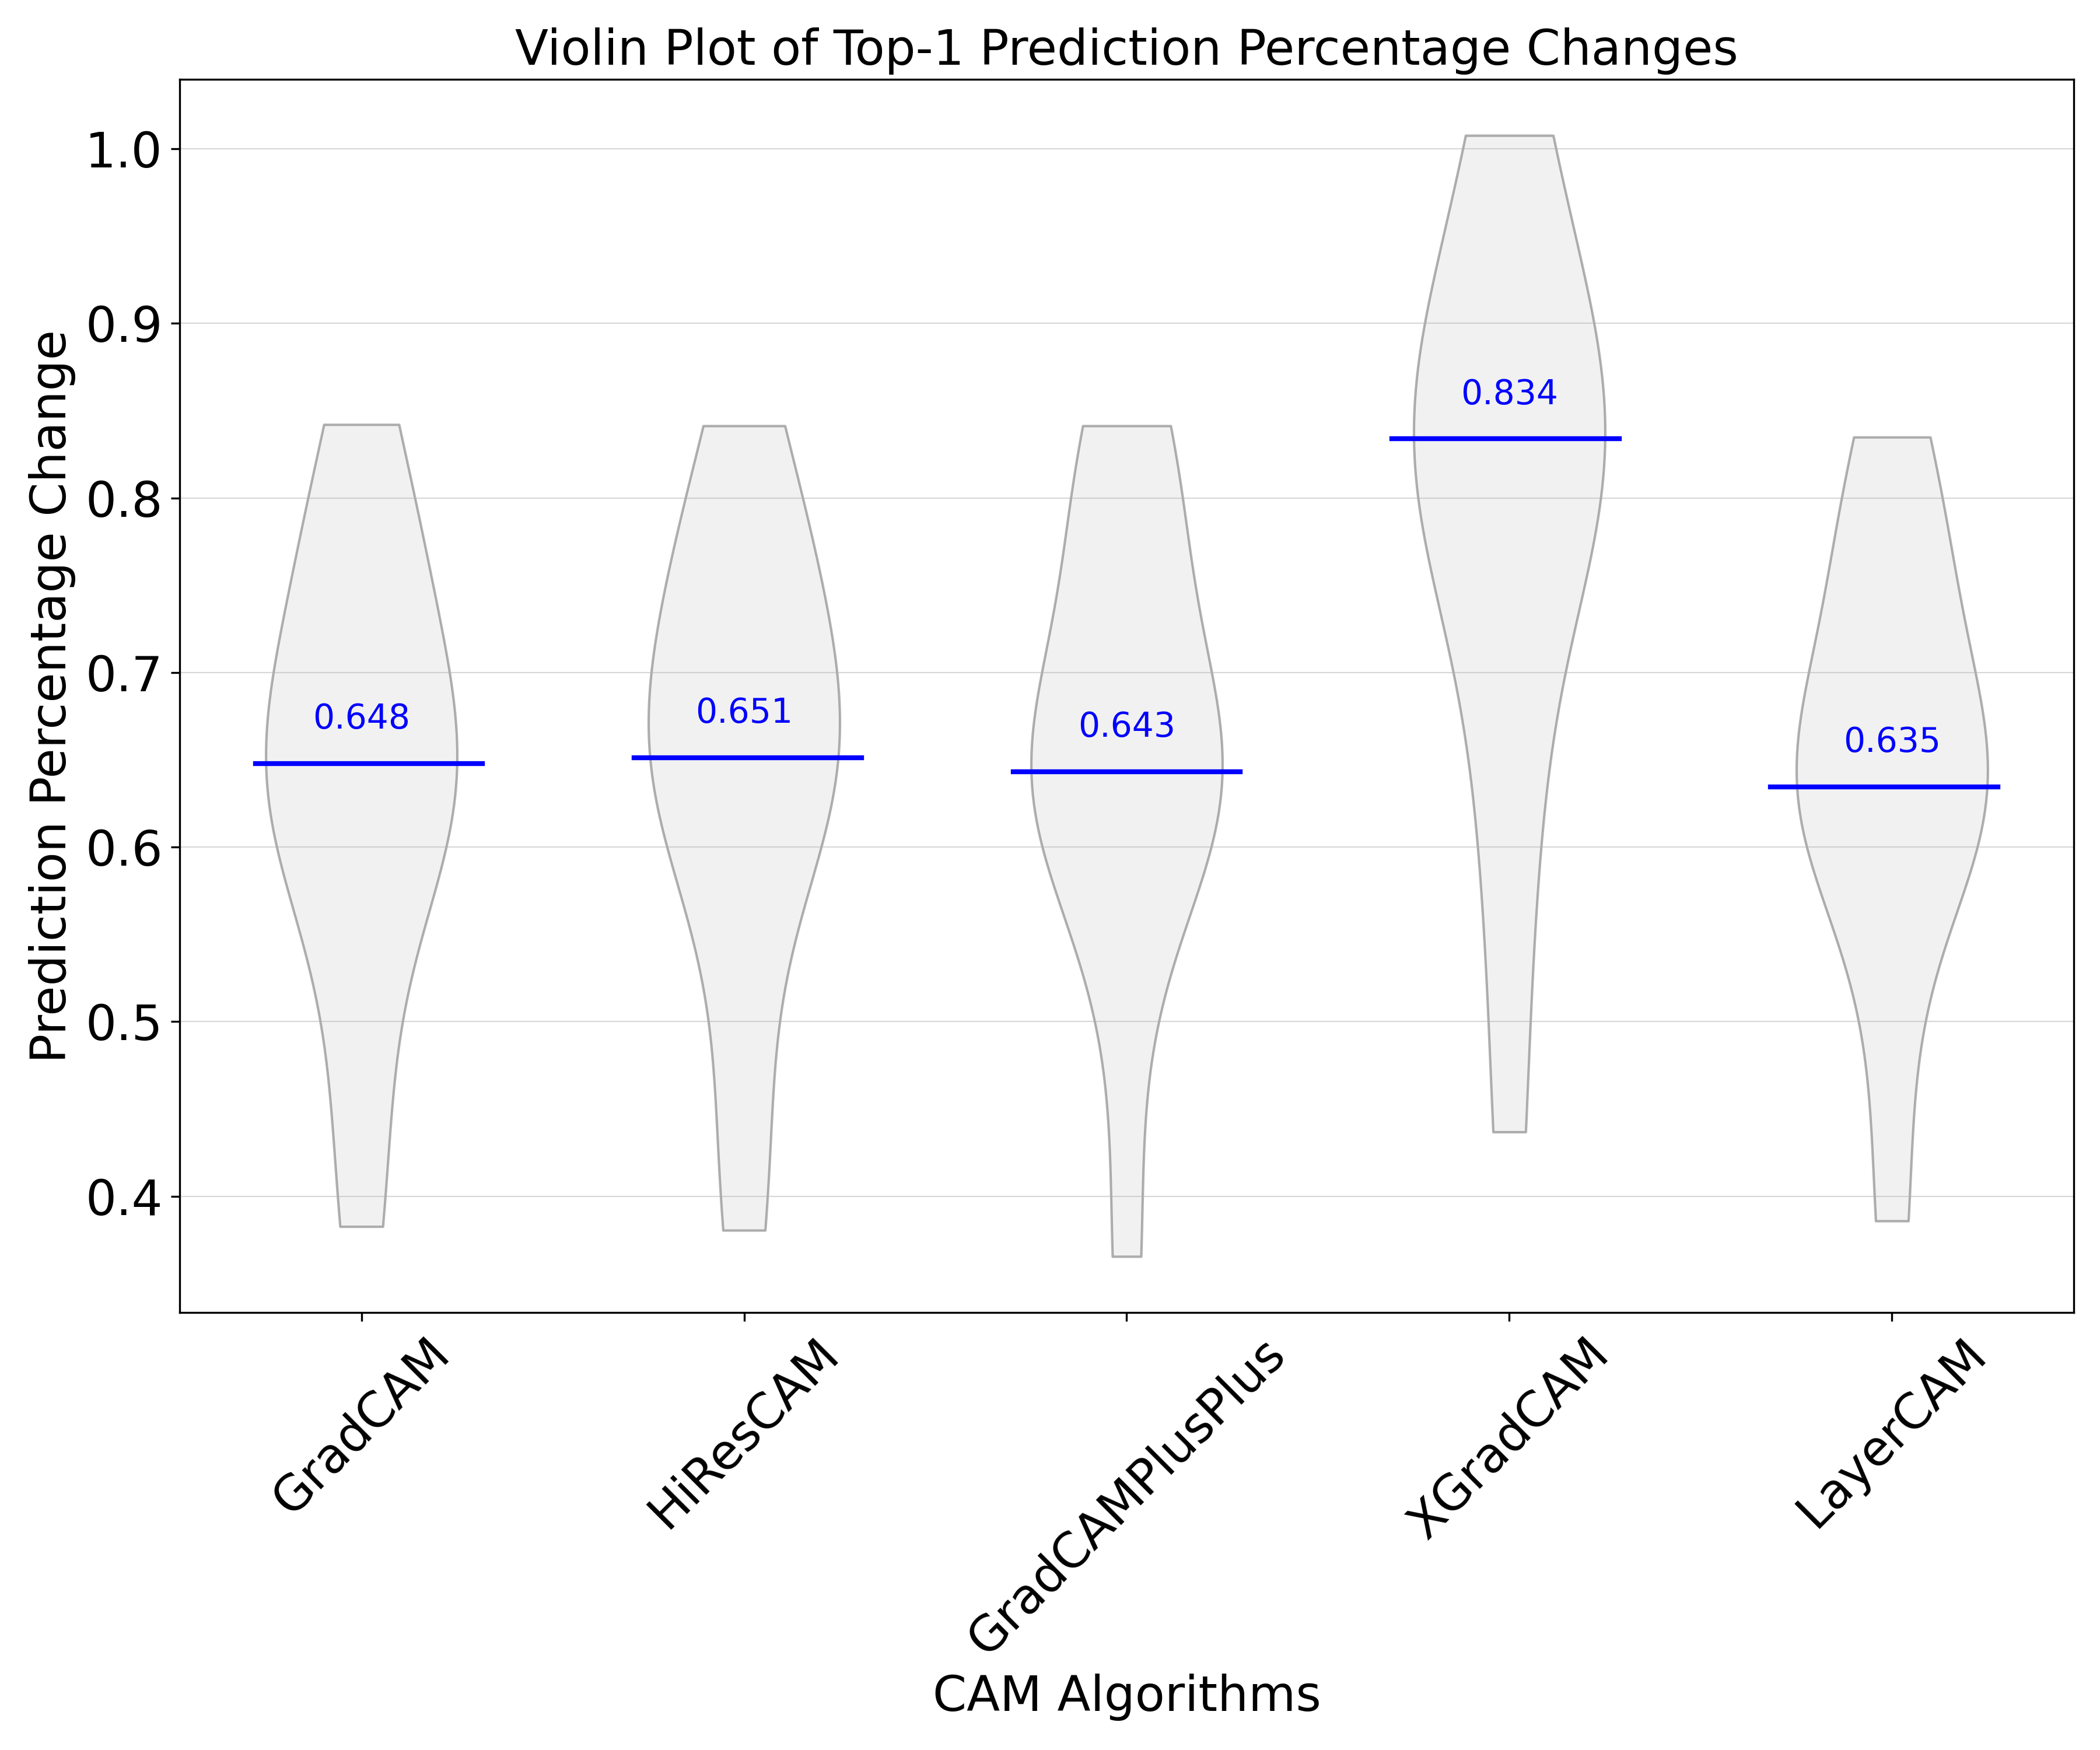 Violin Plot of Top-1 Prediction Percentage Changes
Prediction Percentage Change
1.0
0.9
0.8
0.7
0.6
0.5
0.4
0.648
0.651
0.643
0.834
0.635
GradCAM
HiResCAM
GradCAMPlusPlus
XGradCAM
LayerCAM
CAM Algorithms